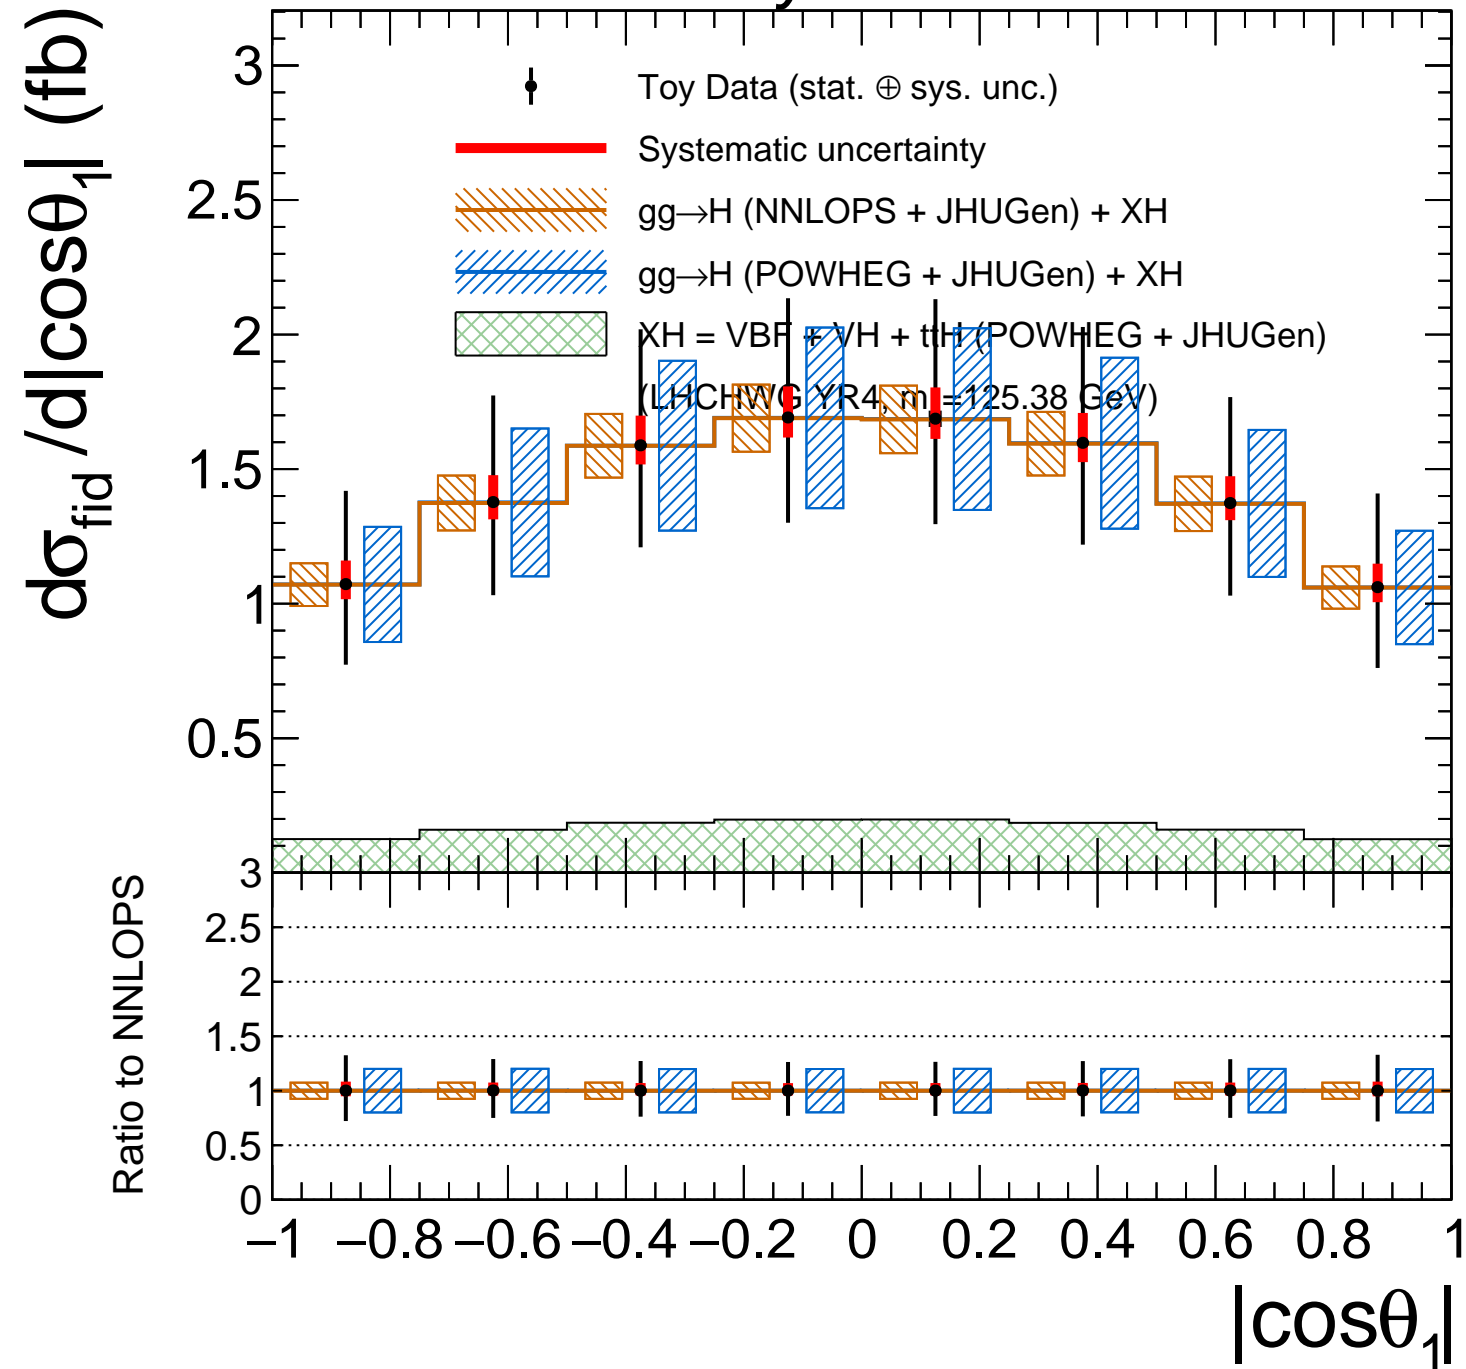 dσfid/d|cosθ1| (fb)
3
2.5
2
1.5
1
0.5
Toy Data (stat. ⊕ sys. unc.)
Systematic uncertainty
gg→H (NNLOPS + JHUGen) + XH
gg→H (POWHEG + JHUGen) + XH
XH = VBF + VH + ttH (POWHEG + JHUGen)
(LHCHWG YR4, m =125.38 GeV)
Ratio to NNLOPS
3
2.5
2
1.5
1
0.5
0
−1 −0.8 −0.6 −0.4 −0.2 0 0.2 0.4 0.6 0.8 1
|cosθ1|